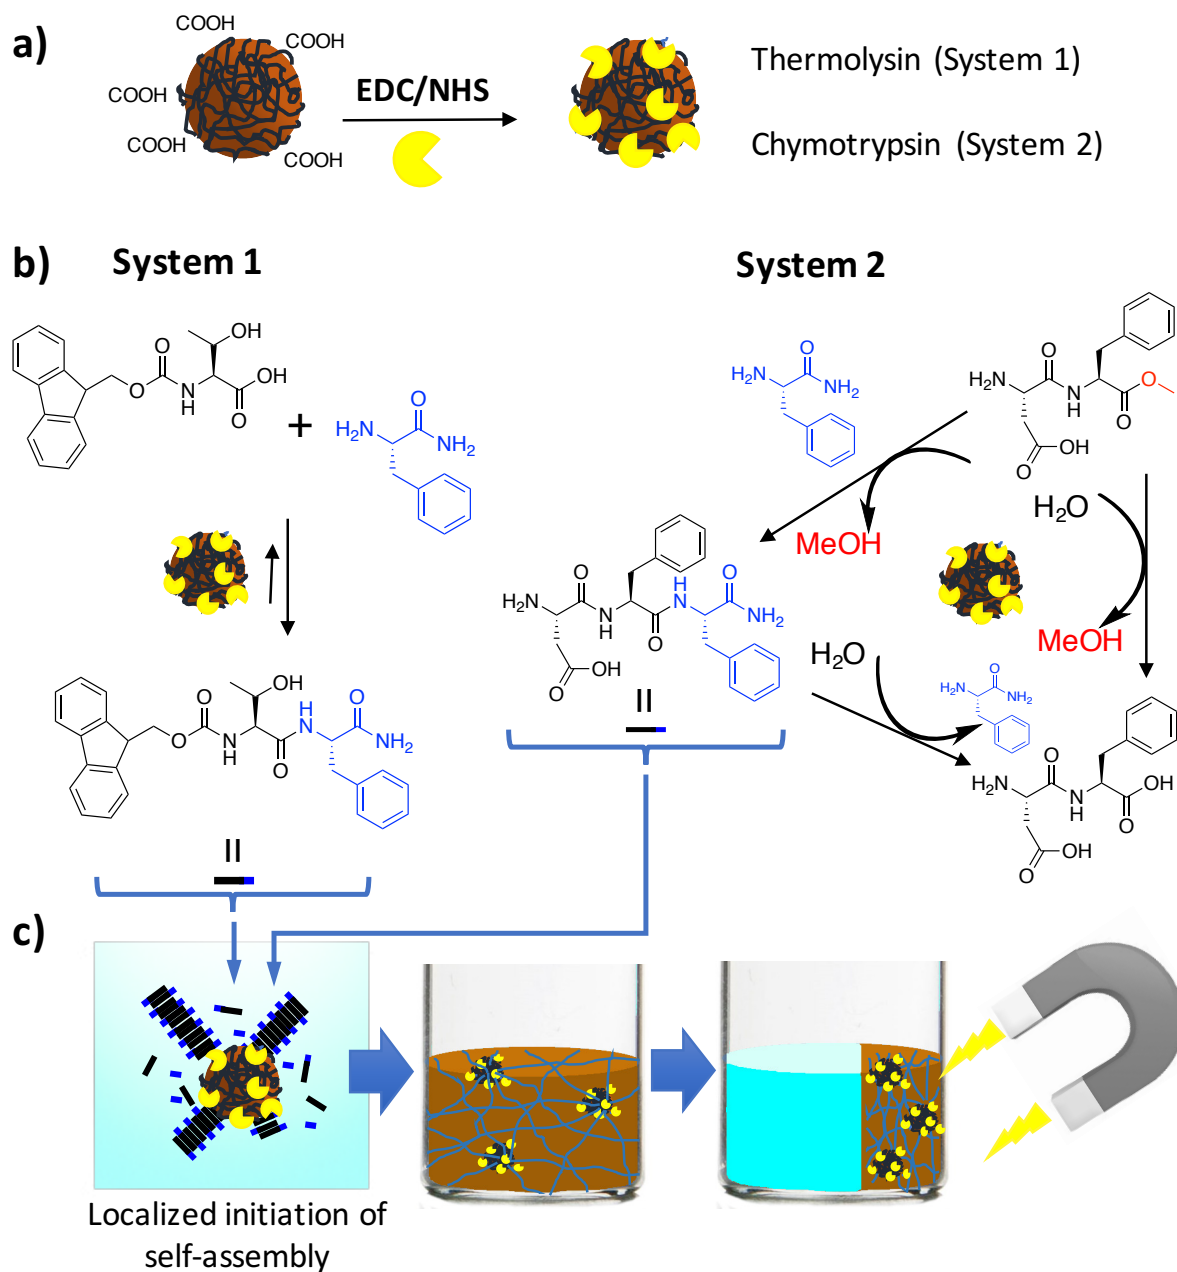 a)
COOH
COOH
COOH
COOH
COOH
EDC/NHS
Thermolysin (System 1)
Chymotrypsin (System 2)
b)
System 1
System 2
OH
O
O
N
H
OH
O
+
H2N
O
NH2
H2N
O
NH2
H2N
O
N
H
O
O
OH
O
H2O
MeOH
MeOH
H2N
O
N
H
O
H
N
O
NH2
OH
O
H2O
H2N
O
NH2
H2N
O
N
H
OH
O
OH
O
OH
O
O
N
H
O
H
N
O
NH2
II
II
c)
Localized initiation of
self-assembly